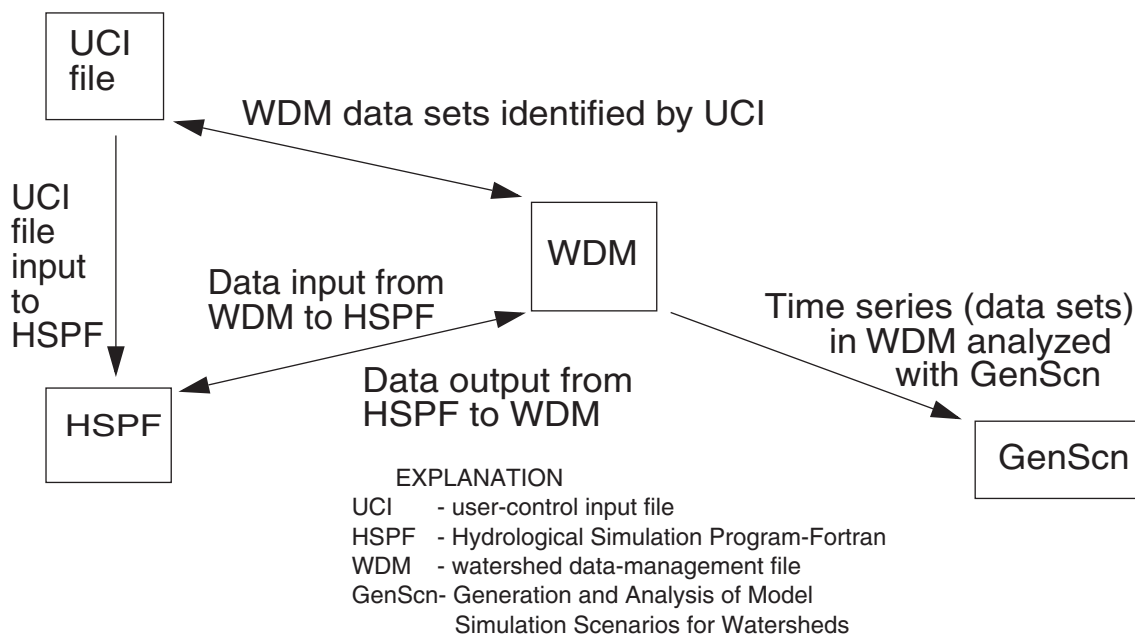 UCI
file
WDM data sets identified by UCI
UCI
file
input
to
HSPF
WDM
Data input from
WDM to HSPF
Time series (data sets)
in WDM analyzed
with GenScn
Data output from
HSPF to WDM
HSPF
GenScn
EXPLANATION
UCI - user-control input file
HSPF - Hydrological Simulation Program-Fortran
WDM - watershed data-management file
GenScn- Generation and Analysis of Model
Simulation Scenarios for Watersheds